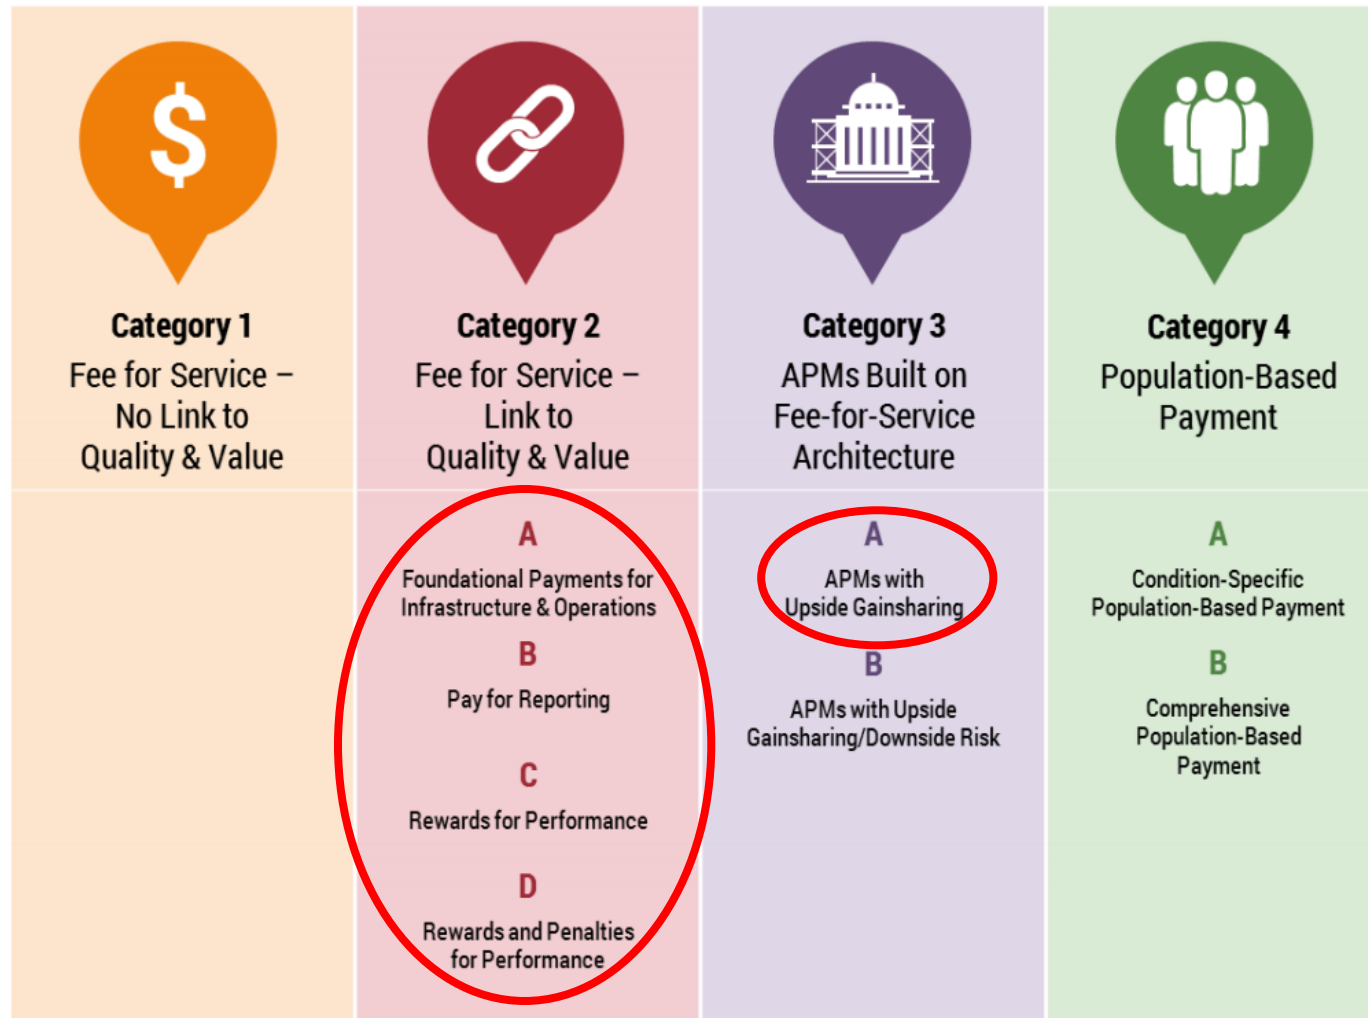 $
Category 1
Fee for Service –
No Link to
Quality & Value
Category 2
Fee for Service –
Link to
Quality & Value
A
Foundational Payments for
Infrastructure & Operations
B
Pay for Reporting
C
Rewards for Performance
D
Rewards and Penalties
for Performance
Category 3
APMs Built on
Fee-for-Service
Architecture
A
APMs with
Upside Gainsharing
B
APMs with Upside
Gainsharing/Downside Risk
Category 4
Population-Based
Payment
A
Condition-Specific
Population-Based Payment
B
Comprehensive
Population-Based
Payment